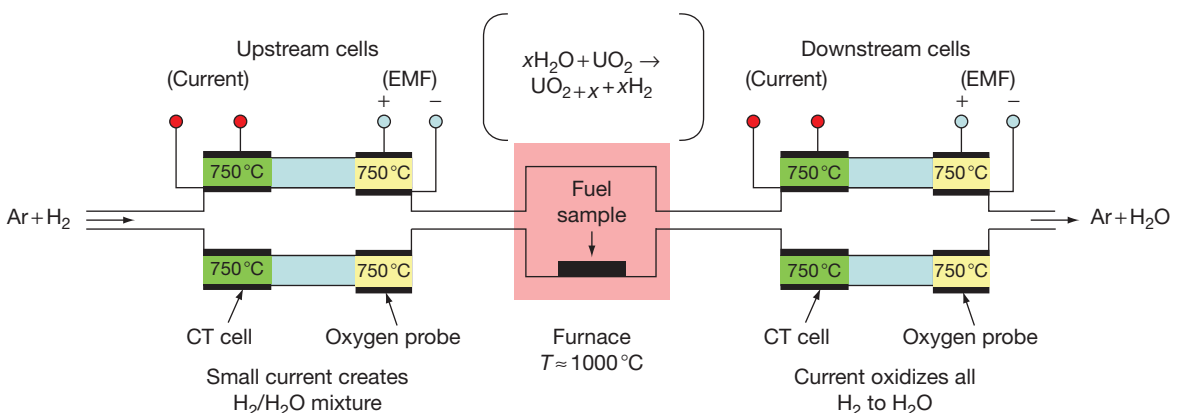 Upstream cells
(Current)
(EMF)
+
−
xH2O+UO2 →
UO2+x+xH2
Downstream cells
(Current)
(EMF)
+
−
750 °C
750 °C
750 °C
750 °C
Ar+H2
Fuel
sample
Ar+H2O
750 °C
750 °C
750 °C
750 °C
CT cell
Oxygen probe
Furnace
T≈1000 °C
CT cell
Oxygen probe
Small current creates
H2/H2O mixture
Current oxidizes all
H2 to H2O